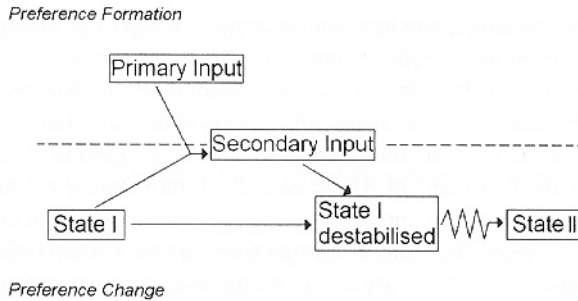 Preference Formation
Primary Input
Secondary Input
State I
State I
destabilised
State II
Preference Change